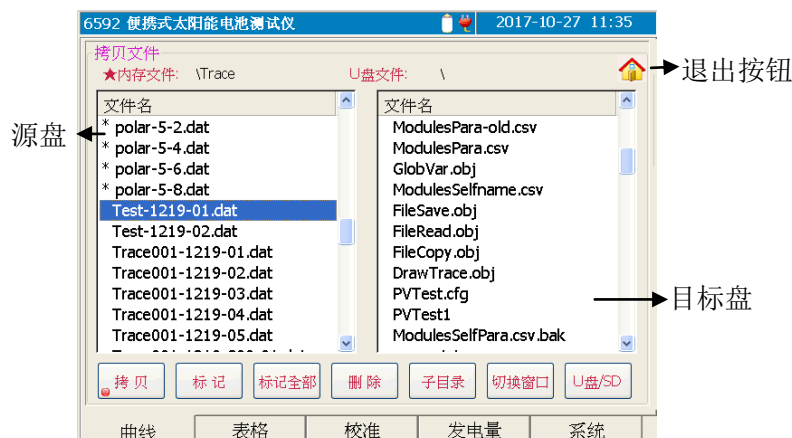 6592 便携式太阳能电池测试仪 2017-10-27 11:35
拷贝文件
★内存文件: \Trace U盘文件: \
退出按钮
源盘
文件名
* polar-5-2.dat
* polar-5-4.dat
* polar-5-6.dat
* polar-5-8.dat
Test-1219-01.dat
Test-1219-02.dat
Trace001-1219-01.dat
Trace001-1219-02.dat
Trace001-1219-03.dat
Trace001-1219-04.dat
Trace001-1219-05.dat
文件名
ModulesPara-old.csv
ModulesPara.csv
GlobVar.obj
ModulesSelfname.csv
FileSave.obj
FileRead.obj
FileCopy.obj
DrawTrace.obj
PVTest.cfg
PVTest1
ModulesSelfPara.csv.bak
目标盘
拷贝 标记 标记全部 删除 子目录 切换窗口 U盘/SD
曲线 表格 校准 发电量 系统